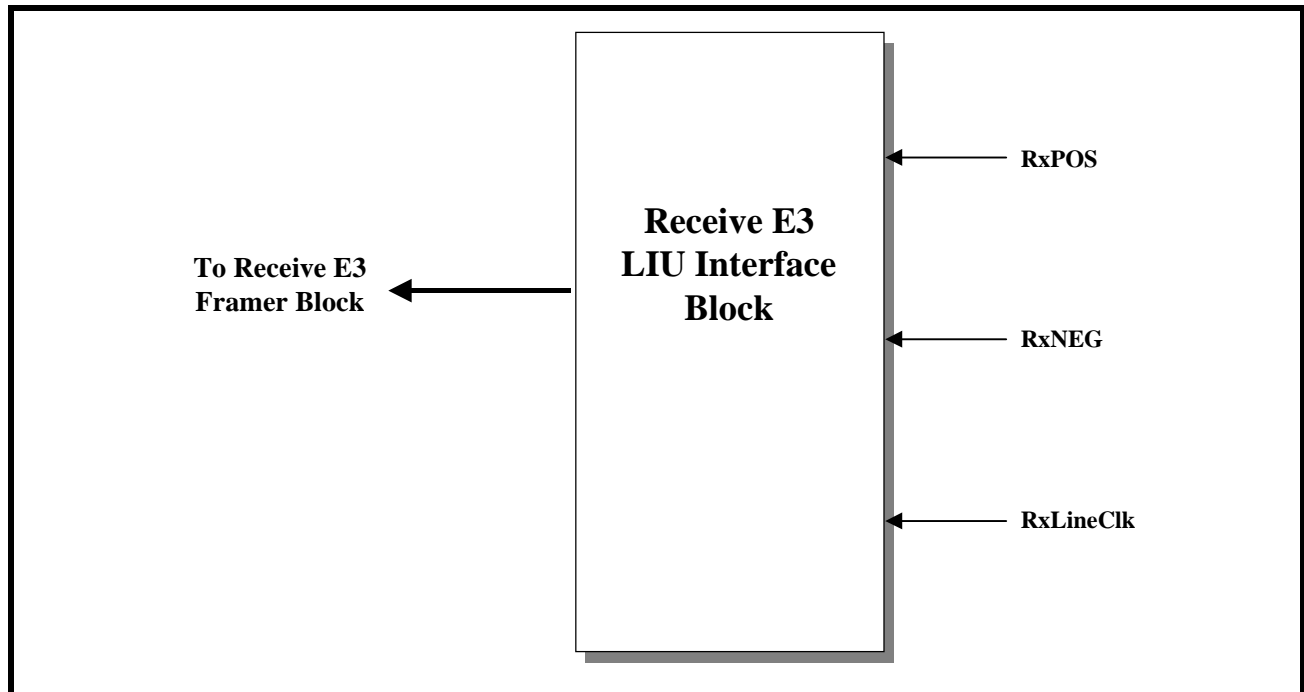 To Receive E3
Framer Block
Receive E3
LIU Interface
Block
RxPOS
RxNEG
RxLineClk